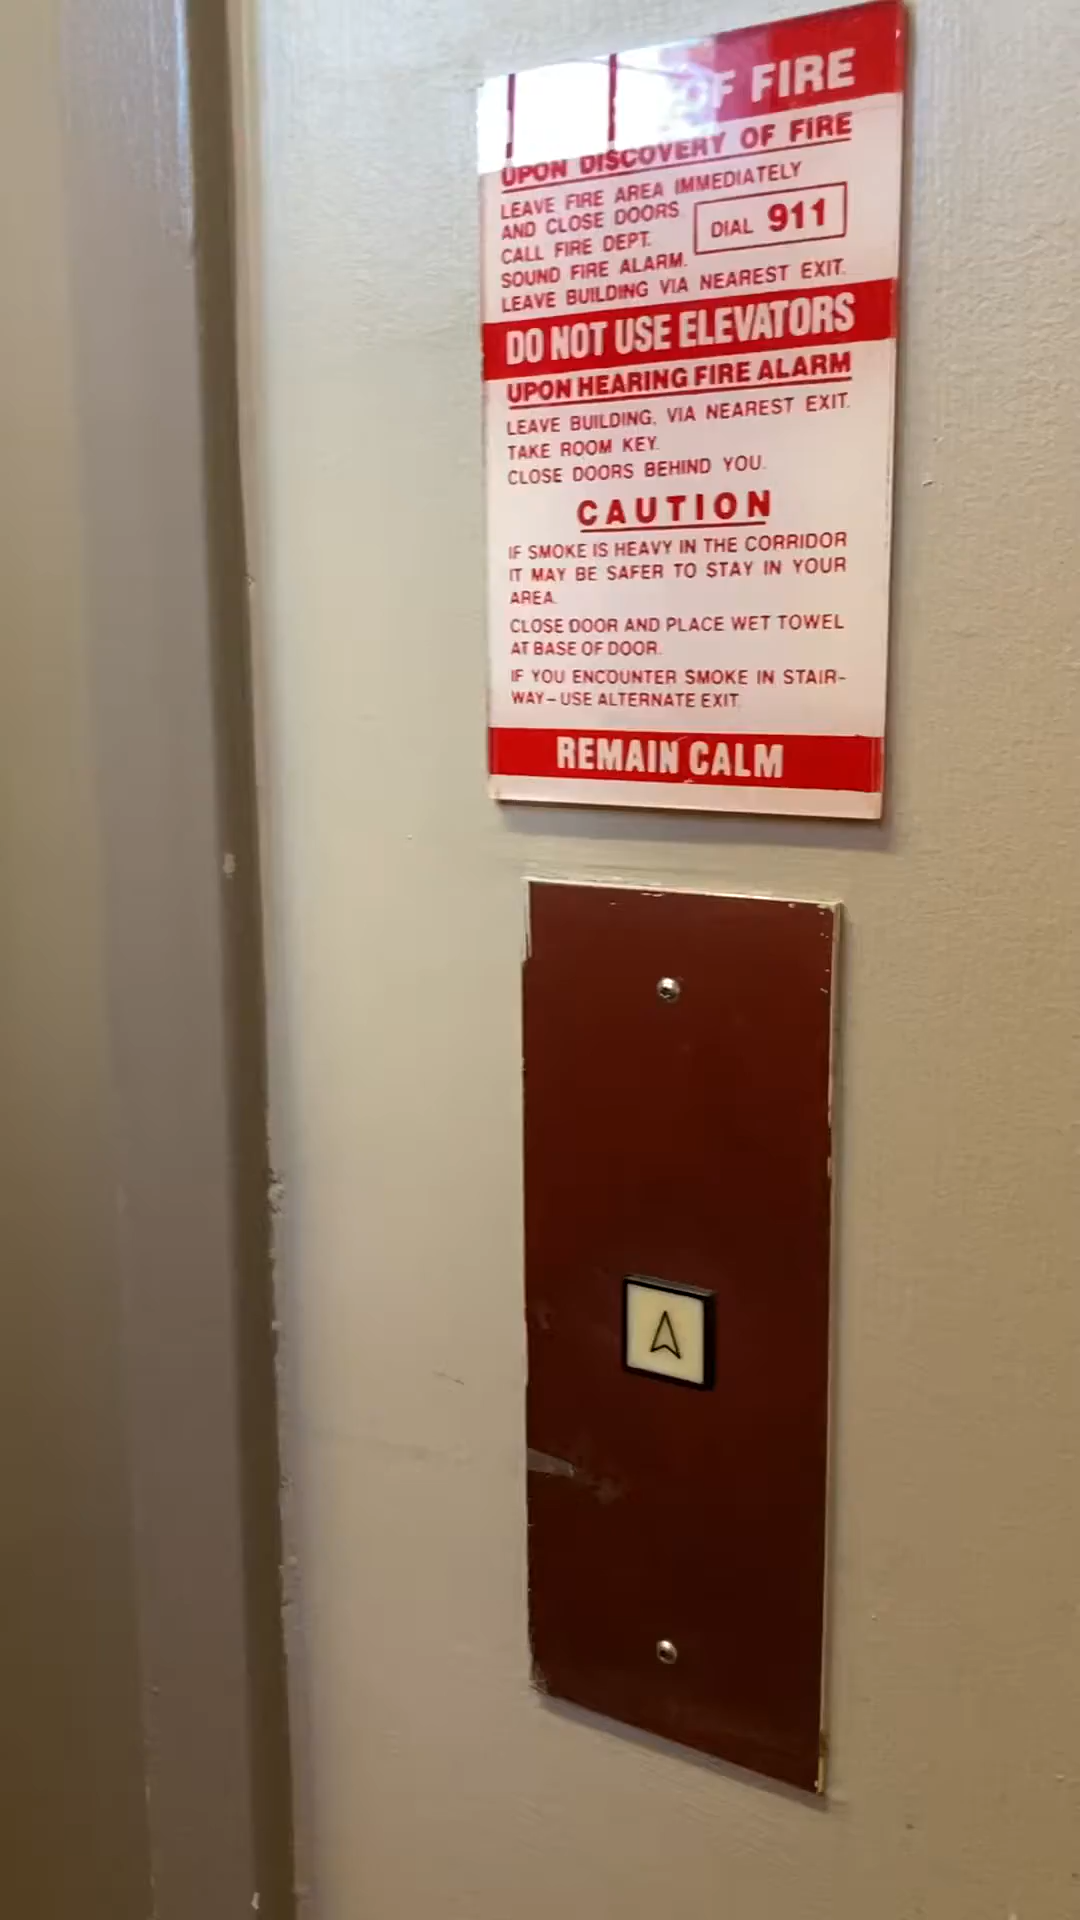 OF FIRE
UPON DISCOVERY OF FIRE
LEAVE FIRE AREA IMMEDIATELY
AND CLOSE DOORS
CALL FIRE DEPT.
DIAL 911
SOUND FIRE ALARM.
LEAVE BUILDING VIA NEAREST EXIT.
DO NOT USE ELEVATORS
UPON HEARING FIRE ALARM
LEAVE BUILDING, VIA NEAREST EXIT.
TAKE ROOM KEY.
CLOSE DOORS BEHIND YOU.
CAUTION
IF SMOKE IS HEAVY IN THE CORRIDOR
IT MAY BE SAFER TO STAY IN YOUR
AREA.
CLOSE DOOR AND PLACE WET TOWEL
AT BASE OF DOOR.
IF YOU ENCOUNTER SMOKE IN STAIR-
WAY-USE ALTERNATE EXIT.
REMAIN CALM